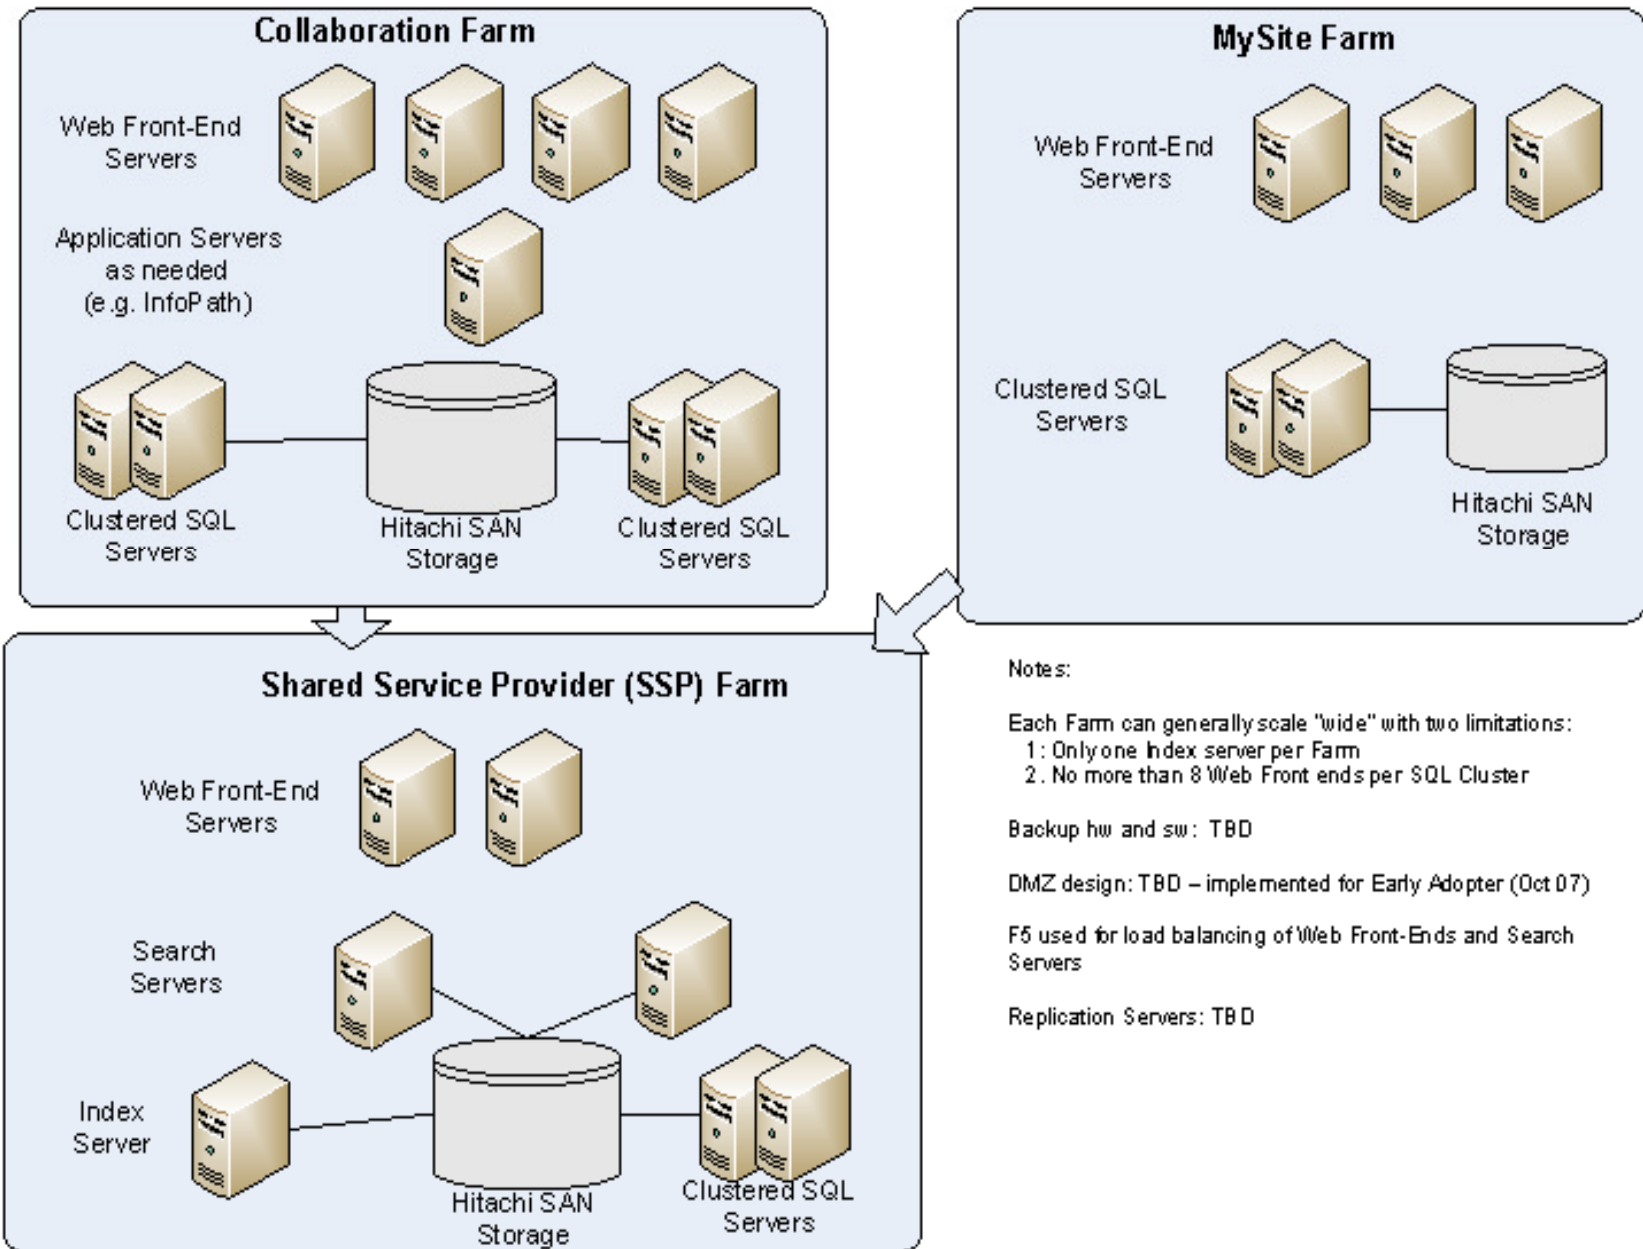 Collaboration Farm
Web Front-End
Servers
Application Servers
as needed
(e.g. InfoPath)
Clustered SQL
Servers
Hitachi SAN
Storage
Clustered SQL
Servers
MySite Farm
Web Front-End
Servers
Clustered SQL
Servers
Hitachi SAN
Storage
Shared Service Provider (SSP) Farm
Web Front-End
Servers
Search
Servers
Index
Server
Hitachi SAN
Storage
Clustered SQL
Servers
Notes:
Each Farm can generally scale "wide" with two limitations:
1: Only one Index server per Farm
2. No more than 8 Web Front ends per SQL Cluster
Backup hw and sw: TBD
DMZ design: TBD – implemented for Early Adopter (Oct 07)
F5 used for load balancing of Web Front-Ends and Search
Servers
Replication Servers: TBD